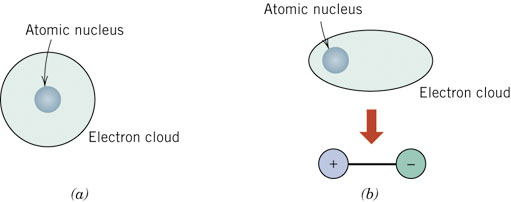 Atomic nucleus
Electron cloud
(a)
Atomic nucleus
Electron cloud
+ −
(b)